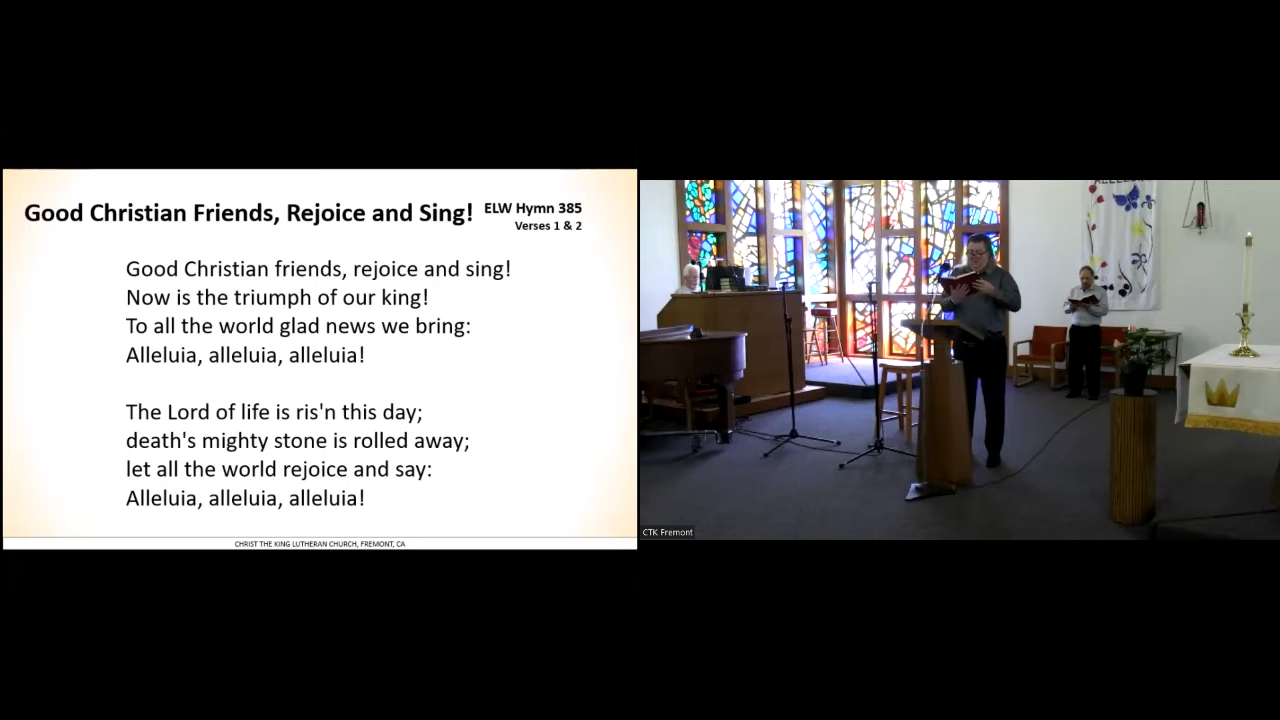 Good Christian Friends, Rejoice and Sing! ELW Hymn 385
Verses 1 & 2
Good Christian friends, rejoice and sing!
Now is the triumph of our king!
To all the world glad news we bring:
Alleluia, alleluia, alleluia!
The Lord of life is ris'n this day;
death's mighty stone is rolled away;
let all the world rejoice and say:
Alleluia, alleluia, alleluia!
CHRIST THE KING LUTHERAN CHURCH, FREMONT, CA
CTK Fremont